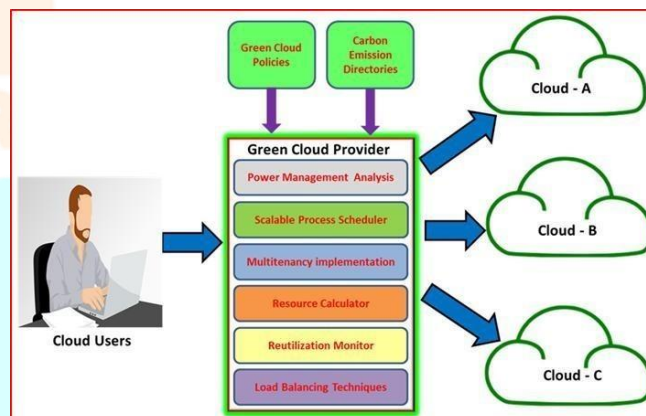 Green Cloud
Policies
Carbon
Emission
Directories
Cloud - A
Green Cloud Provider
Power Management Analysis
Scalable Process Scheduler
Multitenancy implementation
Resource Calculator
Reutilization Monitor
Load Balancing Techniques
Cloud Users
Cloud - B
Cloud - C